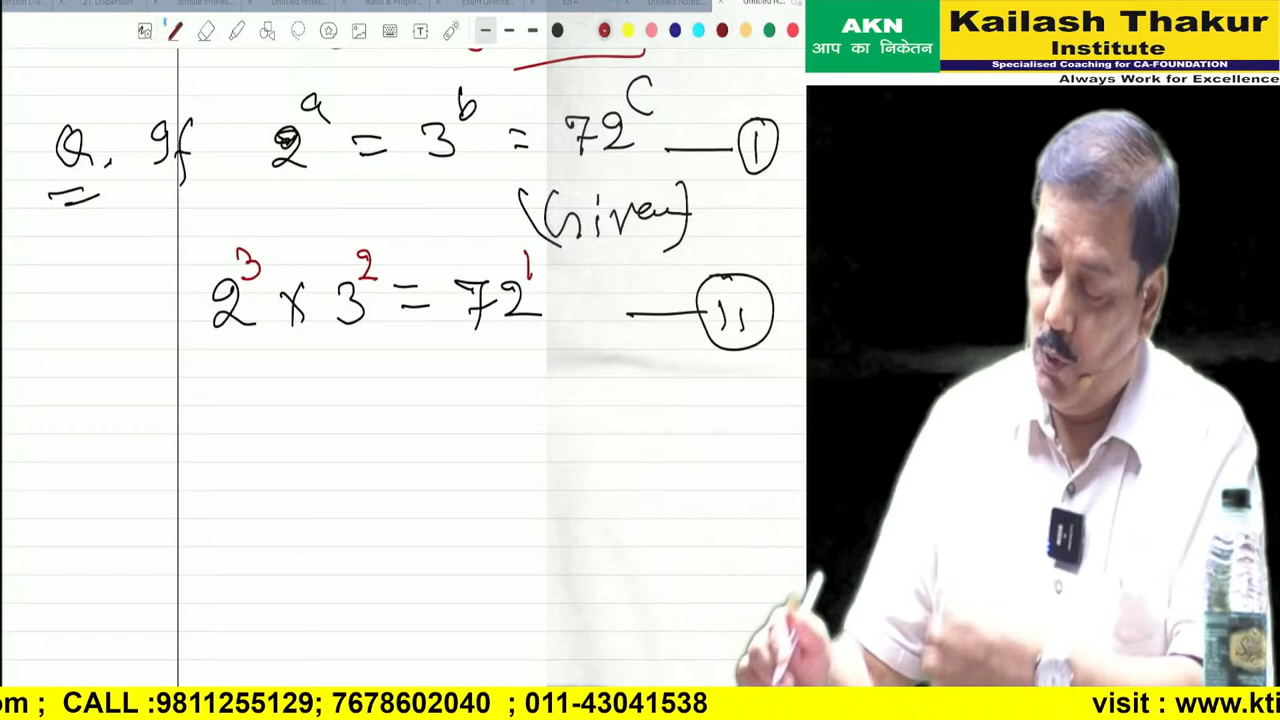 AKN
आप का निकेतन
Kailash Thakur
Institute
Specialised Coaching for CA-FOUNDATION
Always Work for Excellence
Q. If 2^a = 3^b = 72^c — (I)
(Given)
2^3 × 3^2 = 72^1 — (II)
om ; CALL :9811255129; 7678602040 ; 011-43041538 visit : www.kti